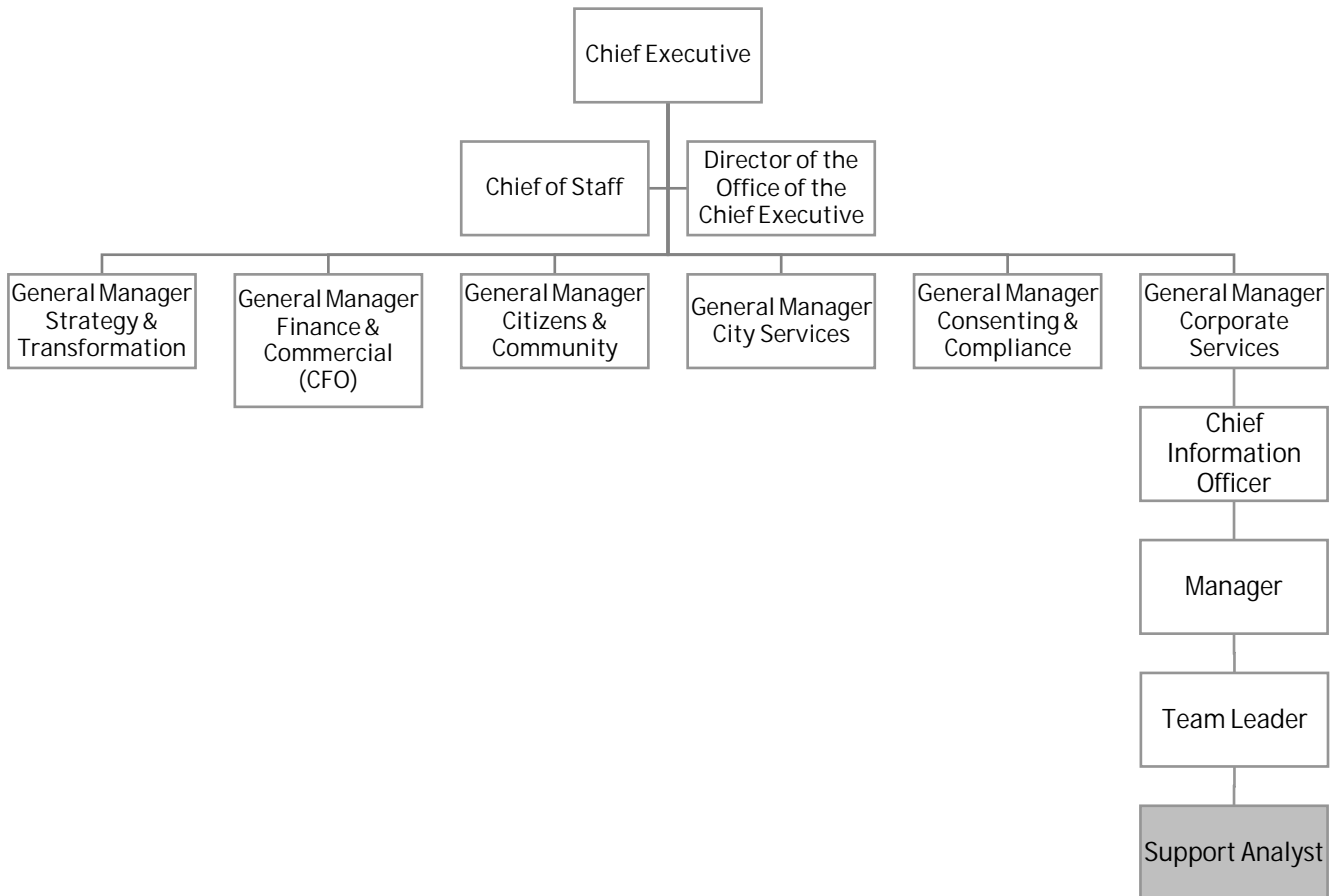 Chief Executive
Chief of Staff
Director of the
Office of the
Chief Executive
General Manager
Strategy &
Transformation
General Manager
Finance &
Commercial
(CFO)
General Manager
Citizens &
Community
General Manager
City Services
General Manager
Consenting &
Compliance
General Manager
Corporate
Services
Chief
Information
Officer
Manager
Team Leader
Support Analyst